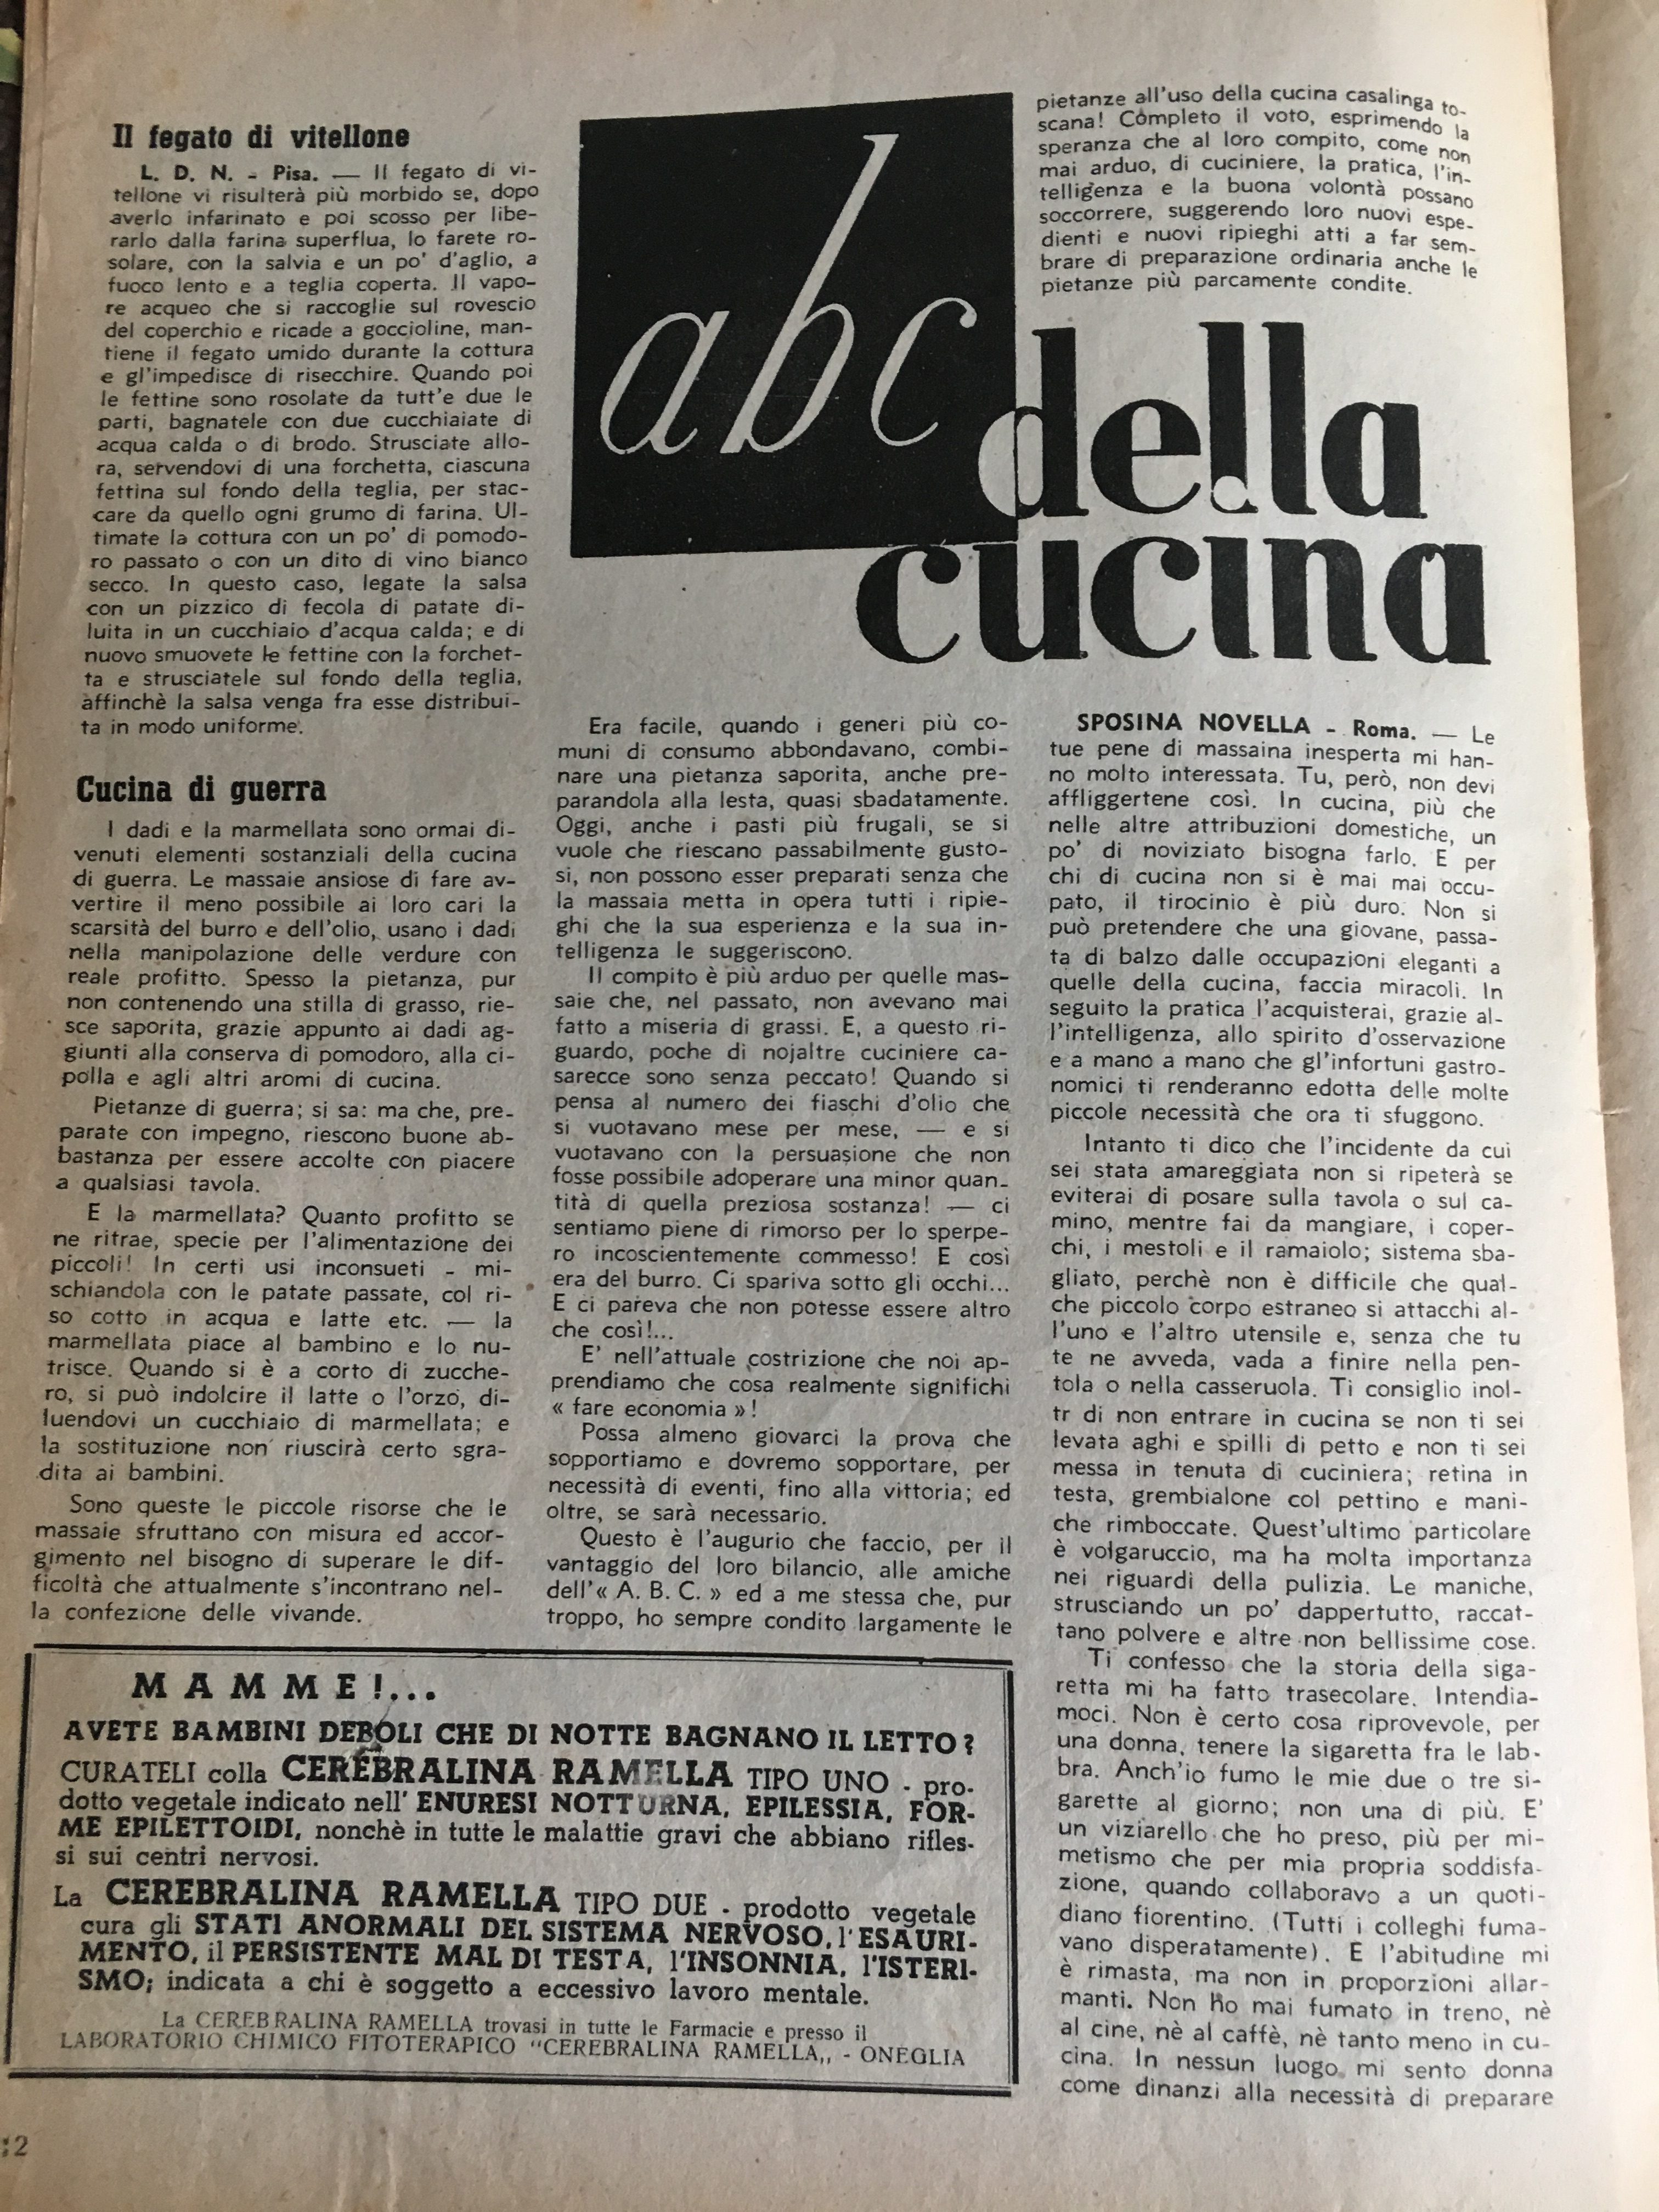 Il fegato di vitellone
L. D. N. - Pisa. — Il fegato di vi-
tellone vi risulterà più morbido se, dopo
averlo infarinato e poi scosso per libe-
rarlo dalla farina superflua, lo farete ro-
solare, con la salvia e un po' d'aglio, a
fuoco lento e a teglia coperta. Il vapo-
re acqueo che si raccoglie sul rovescio
del coperchio e ricade a goccioline, man-
tiene il fegato umido durante la cottura
e gl'impedisce di risecchire. Quando poi
le fettine sono rosolate da tutt'e due le
parti, bagnatele con due cucchiaiate di
acqua calda o di brodo. Strusciate allo-
ra, servendovi di una forchetta, ciascuna
fettina sul fondo della teglia, per stac-
care da quello ogni grumo di farina. Ul-
timate la cottura con un po' di pomodo-
ro passato o con un dito di vino bianco
secco. In questo caso, legate la salsa
con un pizzico di fecola di patate di-
luita in un cucchiaio d'acqua calda; e di
nuovo smuovete le fettine con la forchet-
ta e strusciatele sul fondo della teglia,
affinchè la salsa venga fra esse distribui-
ta in modo uniforme.
Cucina di guerra
I dadi e la marmellata sono ormai di-
venuti elementi sostanziali della cucina
di guerra. Le massaie ansiose di fare av-
vertire il meno possibile ai loro cari la
scarsità del burro e dell'olio, usano i dadi
nella manipolazione delle verdure con
reale profitto. Spesso la pietanza, pur
non contenendo una stilla di grasso, rie-
sce saporita, grazie appunto ai dadi ag-
giunti alla conserva di pomodoro, alla ci-
polla e agli altri aromi di cucina.
Pietanze di guerra; si sa: ma che, pre-
parate con impegno, riescono buone ab-
bastanza per essere accolte con piacere
a qualsiasi tavola.
E la marmellata? Quanto profitto se
ne ritrae, specie per l'alimentazione dei
piccoli! In certi usi inconsueti - mi-
schiandola con le patate passate, col ri-
so cotto in acqua e latte etc. — la
marmellata piace al bambino e lo nu-
trisce. Quando si è a corto di zucche-
ro, si può indolcire il latte o l'orzo, di-
luendovi un cucchiaio di marmellata; e
la sostituzione non riuscirà certo sgra-
dita ai bambini.
Sono queste le piccole risorse che le
massaie sfruttano con misura ed accor-
gimento nel bisogno di superare le dif-
ficoltà che attualmente s'incontrano nel-
la confezione delle vivande.
abc
della
cucina
Era facile, quando i generi più co-
muni di consumo abbondavano, combi-
nare una pietanza saporita, anche pre-
parandola alla lesta, quasi sbadatamente.
Oggi, anche i pasti più frugali, se si
vuole che riescano passabilmente gusto-
si, non possono esser preparati senza che
la massaia metta in opera tutti i ripie-
ghi che la sua esperienza e la sua in-
telligenza le suggeriscono.
Il compito è più arduo per quelle mas-
saie che, nel passato, non avevano mai
fatto a miseria di grassi. E, a questo ri-
guardo, poche di nojaltre cuciniere ca-
sarecce sono senza peccato! Quando si
pensa al numero dei fiaschi d'olio che
si vuotavano mese per mese, — e si
vuotavano con la persuasione che non
fosse possibile adoperare una minor quan-
tità di quella preziosa sostanza! — ci
sentiamo piene di rimorso per lo sperpe-
ro incoscientemente commesso! E così
era del burro. Ci spariva sotto gli occhi...
E ci pareva che non potesse essere altro
che così!...
E' nell'attuale costrizione che noi ap-
prendiamo che cosa realmente significhi
« fare economia »!
Possa almeno giovarci la prova che
sopportiamo e dovremo sopportare, per
necessità di eventi, fino alla vittoria; ed
oltre, se sarà necessario.
Questo è l'augurio che faccio, per il
vantaggio del loro bilancio, alle amiche
dell'« A. B. C. » ed a me stessa che, pur
troppo, ho sempre condito largamente le
pietanze all'uso della cucina casalinga to-
scana! Completo il voto, esprimendo la
speranza che al loro compito, come non
mai arduo, di cuciniere, la pratica, l'in-
telligenza e la buona volontà possano
soccorrere, suggerendo loro nuovi espe-
dienti e nuovi ripieghi atti a far sem-
brare di preparazione ordinaria anche le
pietanze più parcamente condite.
SPOSINA NOVELLA - Roma. — Le
tue pene di massaina inesperta mi han-
no molto interessata. Tu, però, non devi
affliggertene così. In cucina, più che
nelle altre attribuzioni domestiche, un
po' di noviziato bisogna farlo. E per
chi di cucina non si è mai mai occu-
pato, il tirocinio è più duro. Non si
può pretendere che una giovane, passa-
ta di balzo dalle occupazioni eleganti a
quelle della cucina, faccia miracoli. In
seguito la pratica l'acquisterai, grazie al-
l'intelligenza, allo spirito d'osservazione
e a mano a mano che gl'infortuni gastro-
nomici ti renderanno edotta delle molte
piccole necessità che ora ti sfuggono.
Intanto ti dico che l'incidente da cui
sei stata amareggiata non si ripeterà se
eviterai di posare sulla tavola o sul ca-
mino, mentre fai da mangiare, i coper-
chi, i mestoli e il ramaiolo; sistema sba-
gliato, perchè non è difficile che qual-
che piccolo corpo estraneo si attacchi al-
l'uno e l'altro utensile e, senza che tu
te ne avveda, vada a finire nella pen-
tola o nella casseruola. Ti consiglio inol-
tr di non entrare in cucina se non ti sei
levata aghi e spilli di petto e non ti sei
messa in tenuta di cuciniera; retina in
testa, grembialone col pettino e mani-
che rimboccate. Quest'ultimo particolare
è volgaruccio, ma ha molta importanza
nei riguardi della pulizia. Le maniche,
strusciando un po' dappertutto, raccat-
tano polvere e altre non bellissime cose.
Ti confesso che la storia della siga-
retta mi ha fatto trasecolare. Intendia-
moci. Non è certo cosa riprovevole, per
una donna, tenere la sigaretta fra le lab-
bra. Anch'io fumo le mie due o tre si-
garette al giorno; non una di più. E'
un viziarello che ho preso, più per mi-
metismo che per mia propria soddisfa-
zione, quando collaboravo a un quoti-
diano fiorentino. (Tutti i colleghi fuma-
vano disperatamente). E l'abitudine mi
è rimasta, ma non in proporzioni allar-
manti. Non ho mai fumato in treno, nè
al cine, nè al caffè, nè tanto meno in cu-
cina. In nessun luogo mi sento donna
come dinanzi alla necessità di preparare
MAMME!...
AVETE BAMBINI DEBOLI CHE DI NOTTE BAGNANO IL LETTO?
CURATELI colla CEREBRALINA RAMELLA TIPO UNO - pro-
dotto vegetale indicato nell' ENURESI NOTTURNA, EPILESSIA, FOR-
ME EPILETTOIDI, nonchè in tutte le malattie gravi che abbiano rifles-
si sui centri nervosi.
La CEREBRALINA RAMELLA TIPO DUE - prodotto vegetale
cura gli STATI ANORMALI DEL SISTEMA NERVOSO, l'ESAURI-
MENTO, il PERSISTENTE MAL DI TESTA, l'INSONNIA, l'ISTERI-
SMO; indicata a chi è soggetto a eccessivo lavoro mentale.
La CEREBRALINA RAMELLA trovasi in tutte le Farmacie e presso il
LABORATORIO CHIMICO FITOTERAPICO "CEREBRALINA RAMELLA„ - ONEGLIA